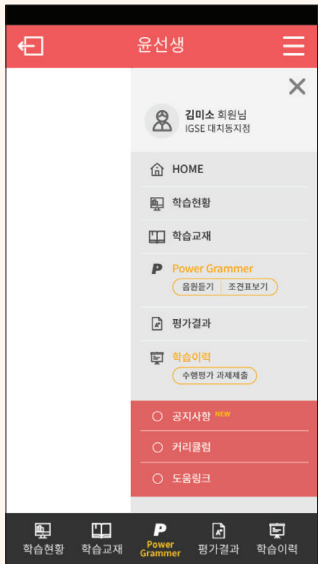 윤선생
김미소 회원님
IGSE 대치동지점
HOME
학습현황
학습교재
P Power Grammer
음원듣기 조건표보기
평가결과
학습이력
수행평가 과제제출
공지사항 NEW
커리큘럼
도움링크
학습현황 학습교재 P Power Grammer 평가결과 학습이력